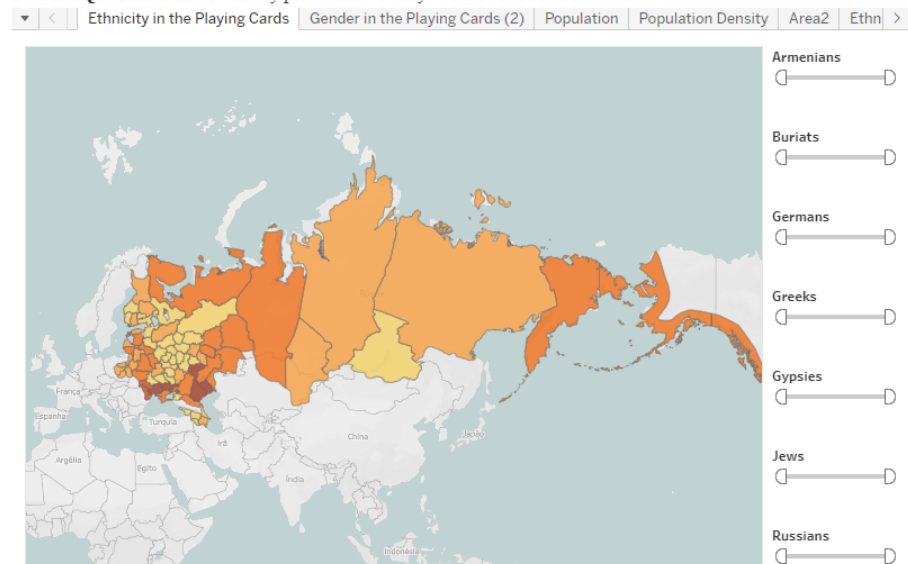 Ethnicity in the Playing Cards Gender in the Playing Cards (2) Population Population Density Area2 Ethn
Armenians
Buriats
Germans
Greeks
Gypsies
Jews
Russians
França
Espanha
Turquia
Irã
China
Japão
Argélia
Egito
Índia
Indonésia